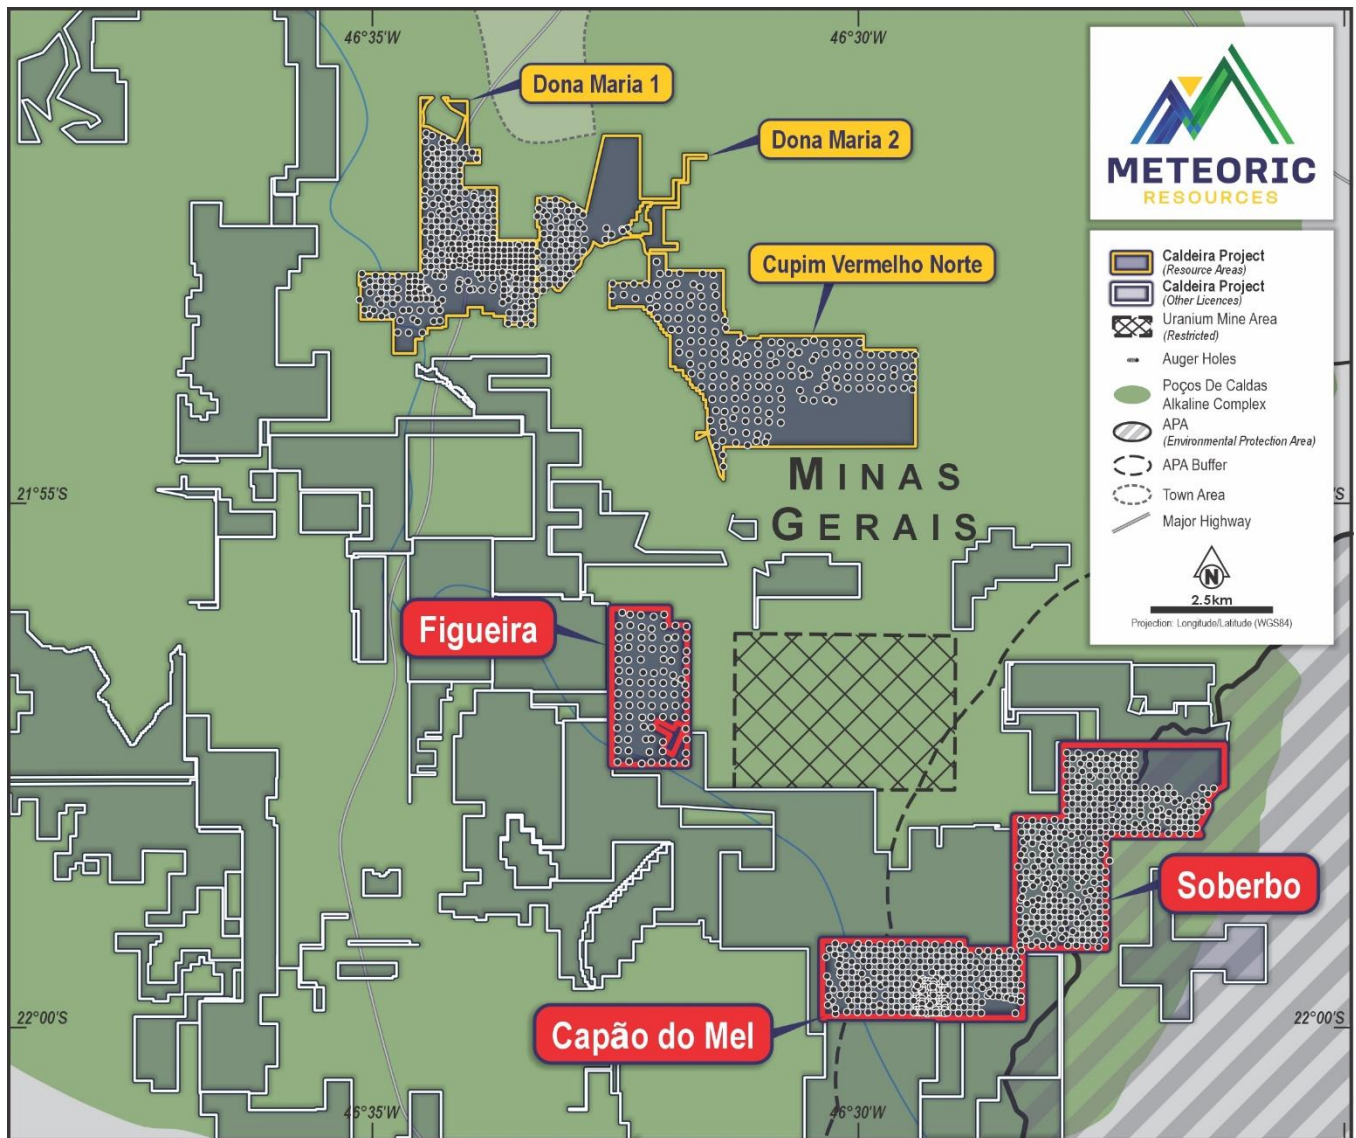 46°35'W
46°30'W
Dona Maria 1
Dona Maria 2
Cupim Vermelho Norte
METEORIC
RESOURCES
Caldeira Project
(Resource Areas)
Caldeira Project
(Other Licences)
Uranium Mine Area
(Restricted)
Auger Holes
Poços De Caldas
Alkaline Complex
APA
(Environmental Protection Area)
APA Buffer
Town Area
Major Highway
N
2.5km
Projection: Longitude/Latitude (WGS84)
21°55'S
MINAS
GERAIS
Figueira
Soberbo
Capão do Mel
22°00'S
22°00'S
46°35'W
46°30'W